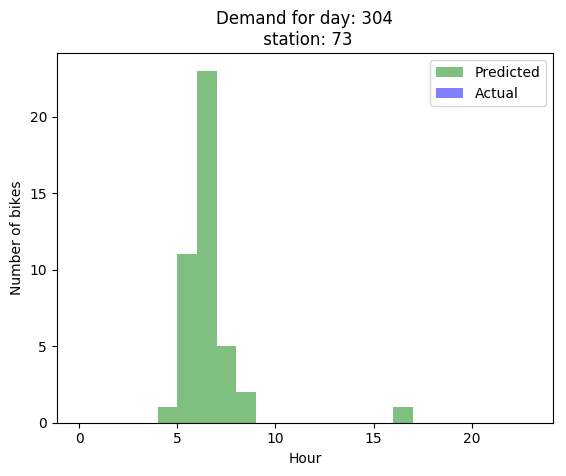 Demand for day: 304
station: 73
Predicted
Actual
Number of bikes
20
15
10
5
0
0
5
10
15
20
Hour